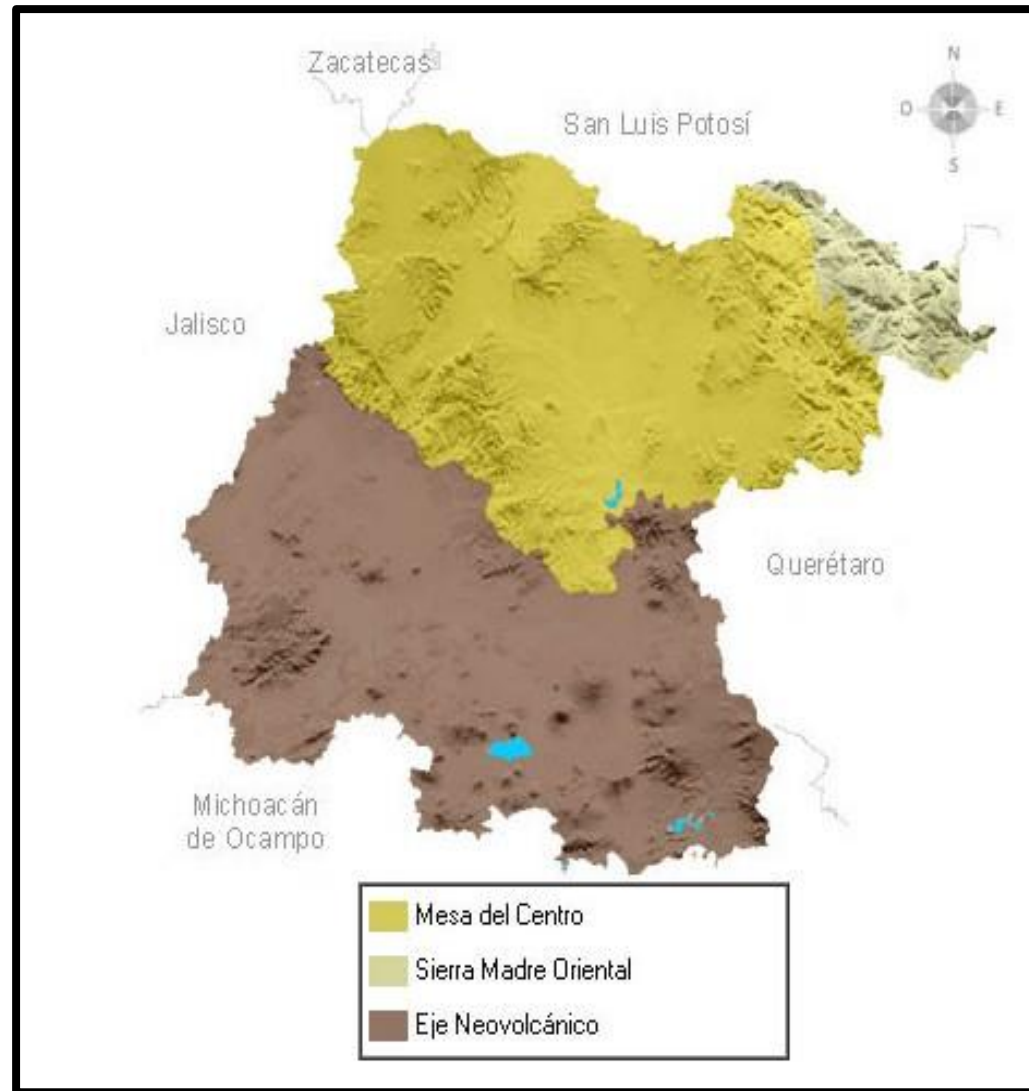 Zacatecas
San Luis Potosí
N
O
E
S
Jalisco
Querétaro
Michoacán
de Ocampo
Mesa del Centro
Sierra Madre Oriental
Eje Neovolcánico